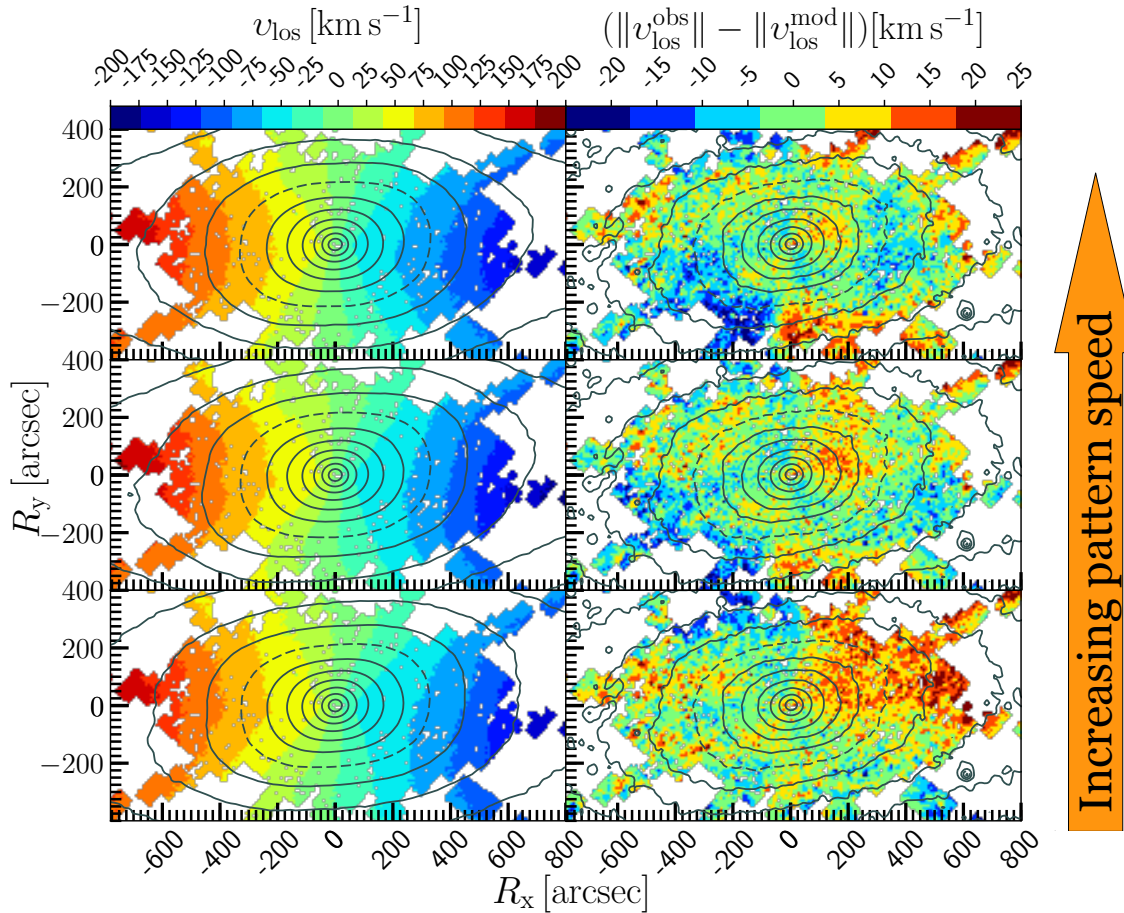 υ_los [km s⁻¹]
(‖υ_los^obs‖ − ‖υ_los^mod‖)[km s⁻¹]
-200 -175 -150 -125 -100 -75 -50 -25 0 25 50 75 100 125 150 175 200
-20 -15 -10 -5 0 5 10 15 20 25
400
200
0
−200
400
200
0
−200
400
200
0
−200
R_y [arcsec]
-600 -400 -200 0 200 400 600 800
-600 -400 -200 0 200 400 600 800
R_x [arcsec]
Increasing pattern speed